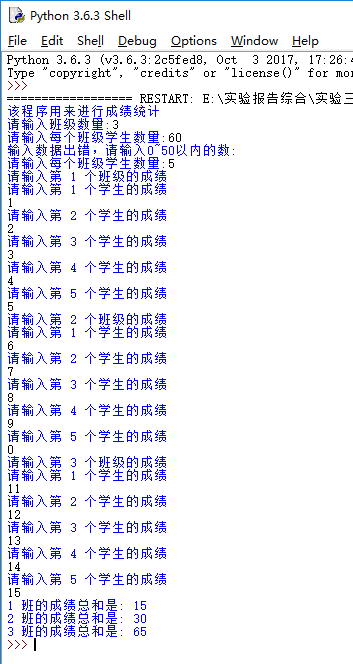 Python 3.6.3 Shell
File Edit Shell Debug Options Window Help
Python 3.6.3 (v3.6.3:2c5fed8, Oct 3 2017, 17:26:4
Type "copyright", "credits" or "license()" for mor
>>>
================= RESTART: E:\实验报告综合\实验三
该程序用来进行成绩统计
请输入班级数量:3
请输入每个班级学生数量:60
输入数据出错，请输入0~50以内的数:
请输入每个班级学生数量:5
请输入第 1 个班级的成绩
请输入第 1 个学生的成绩
1
请输入第 2 个学生的成绩
2
请输入第 3 个学生的成绩
3
请输入第 4 个学生的成绩
4
请输入第 5 个学生的成绩
5
请输入第 2 个班级的成绩
请输入第 1 个学生的成绩
6
请输入第 2 个学生的成绩
7
请输入第 3 个学生的成绩
8
请输入第 4 个学生的成绩
9
请输入第 5 个学生的成绩
0
请输入第 3 个班级的成绩
请输入第 1 个学生的成绩
11
请输入第 2 个学生的成绩
12
请输入第 3 个学生的成绩
13
请输入第 4 个学生的成绩
14
请输入第 5 个学生的成绩
15
1 班的成绩总和是: 15
2 班的成绩总和是: 30
3 班的成绩总和是: 65
>>>